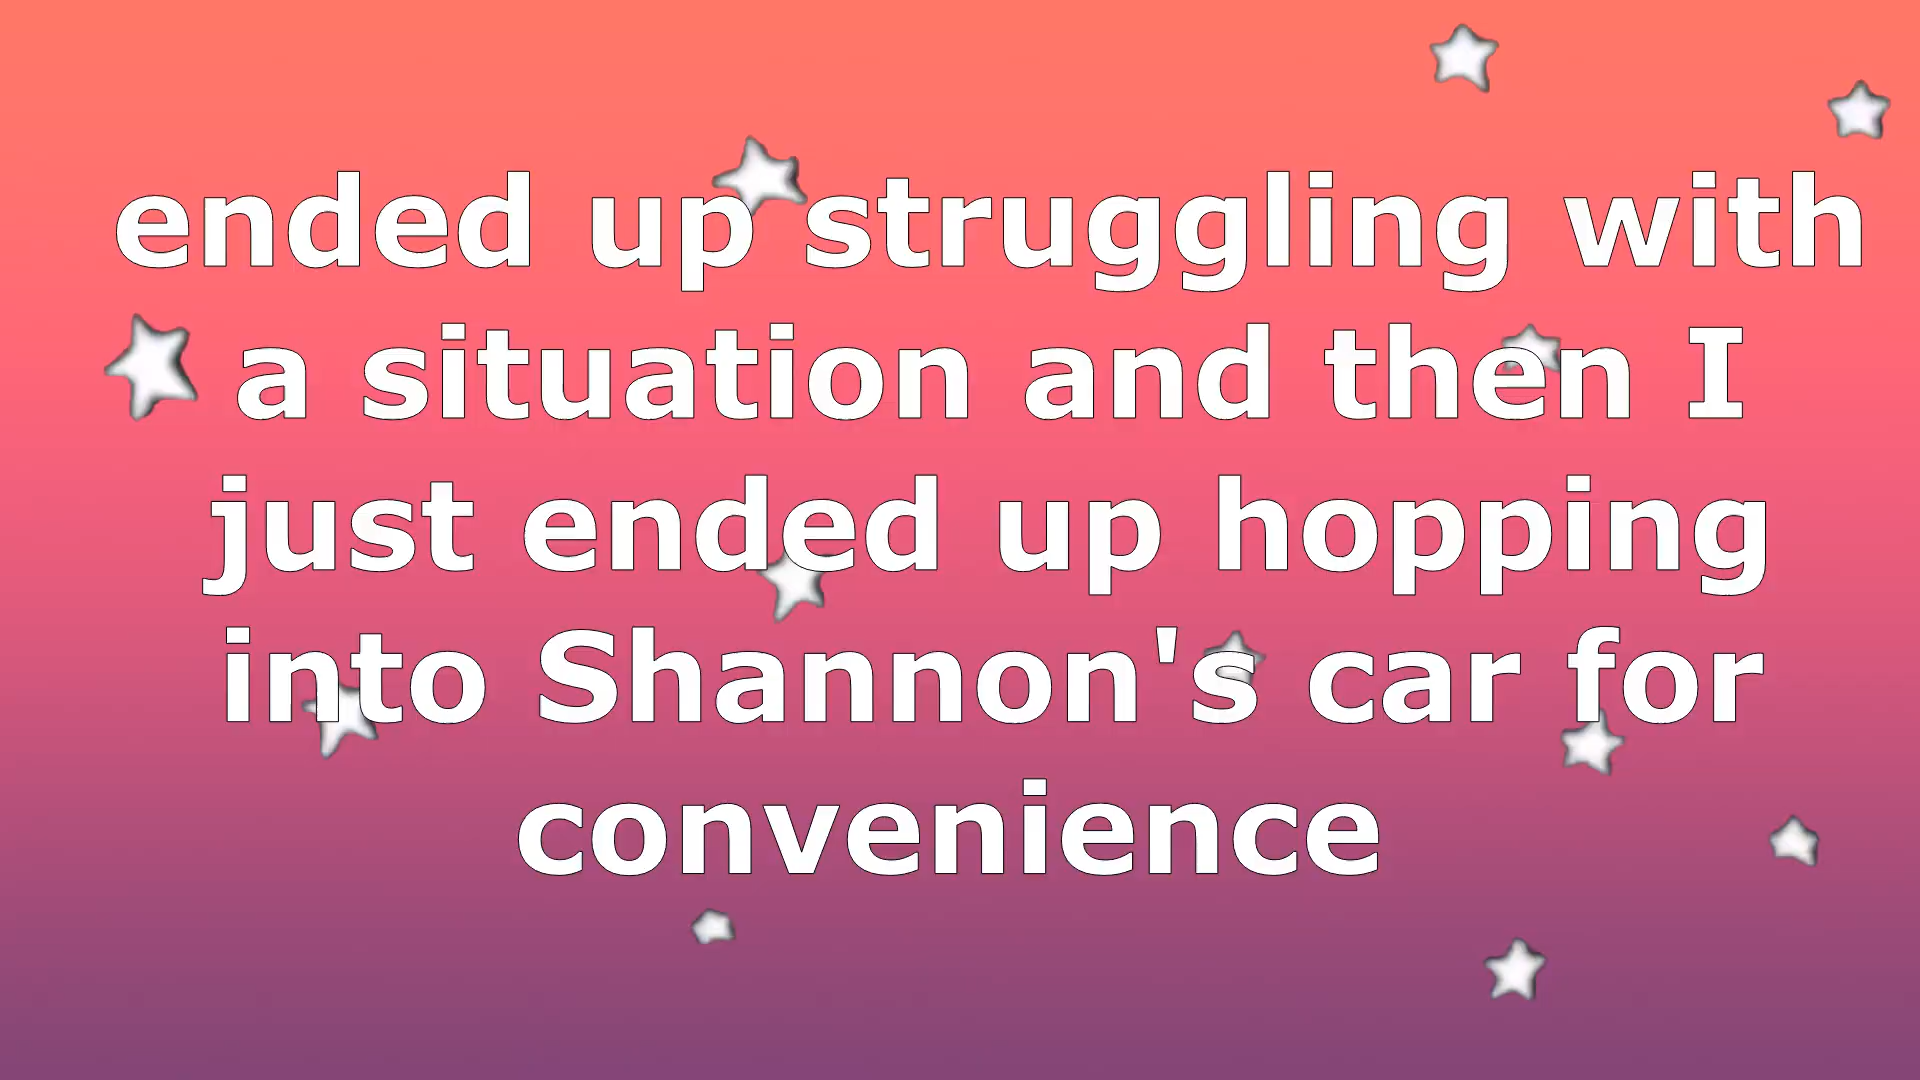 ended up struggling with
a situation and then I
just ended up hopping
into Shannon's car for
convenience